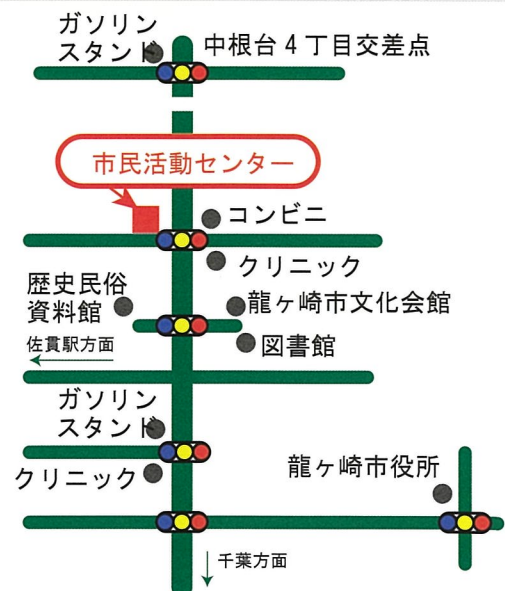 ガソリン
スタンド
中根台4丁目交差点
市民活動センター
コンビニ
クリニック
歴史民俗
資料館
龍ヶ崎市文化会館
図書館
佐貫駅方面
ガソリン
スタンド
クリニック
龍ヶ崎市役所
千葉方面